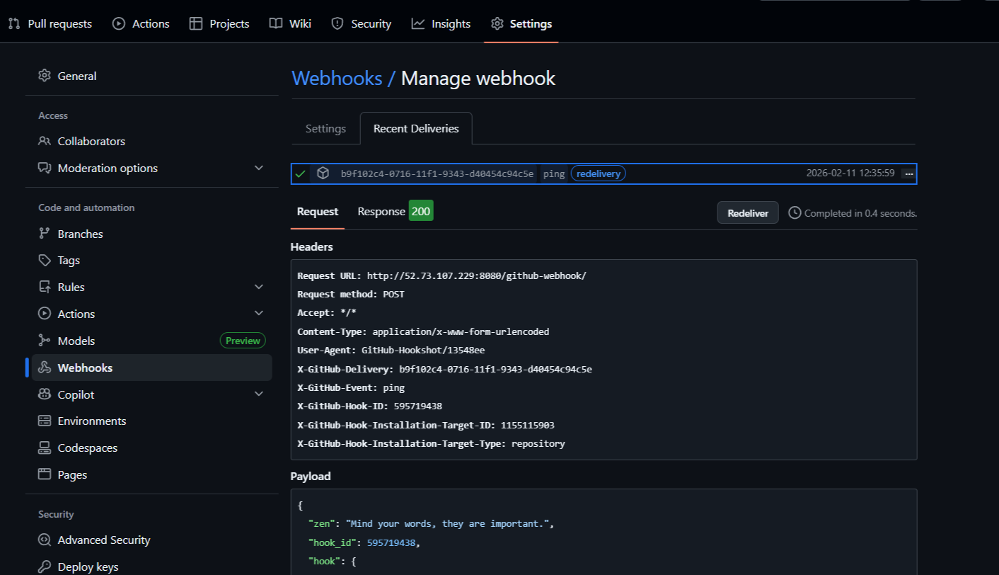 Pull requests Actions Projects Wiki Security Insights Settings
General
Access
Collaborators
Moderation options
Code and automation
Branches
Tags
Rules
Actions
Models Preview
Webhooks
Copilot
Environments
Codespaces
Pages
Security
Advanced Security
Deploy keys
Webhooks / Manage webhook
Settings Recent Deliveries
b9f102c4-0716-11f1-9343-d40454c94c5e ping redelivery 2026-02-11 12:35:59 ...
Request Response 200 Redeliver Completed in 0.4 seconds.
Headers
Request URL: http://52.73.107.229:8080/github-webhook/
Request method: POST
Accept: */*
Content-Type: application/x-www-form-urlencoded
User-Agent: GitHub-Hookshot/13548ee
X-GitHub-Delivery: b9f102c4-0716-11f1-9343-d40454c94c5e
X-GitHub-Event: ping
X-GitHub-Hook-ID: 595719438
X-GitHub-Hook-Installation-Target-ID: 1155115903
X-GitHub-Hook-Installation-Target-Type: repository
Payload
{
"zen": "Mind your words, they are important.",
"hook_id": 595719438,
"hook": {